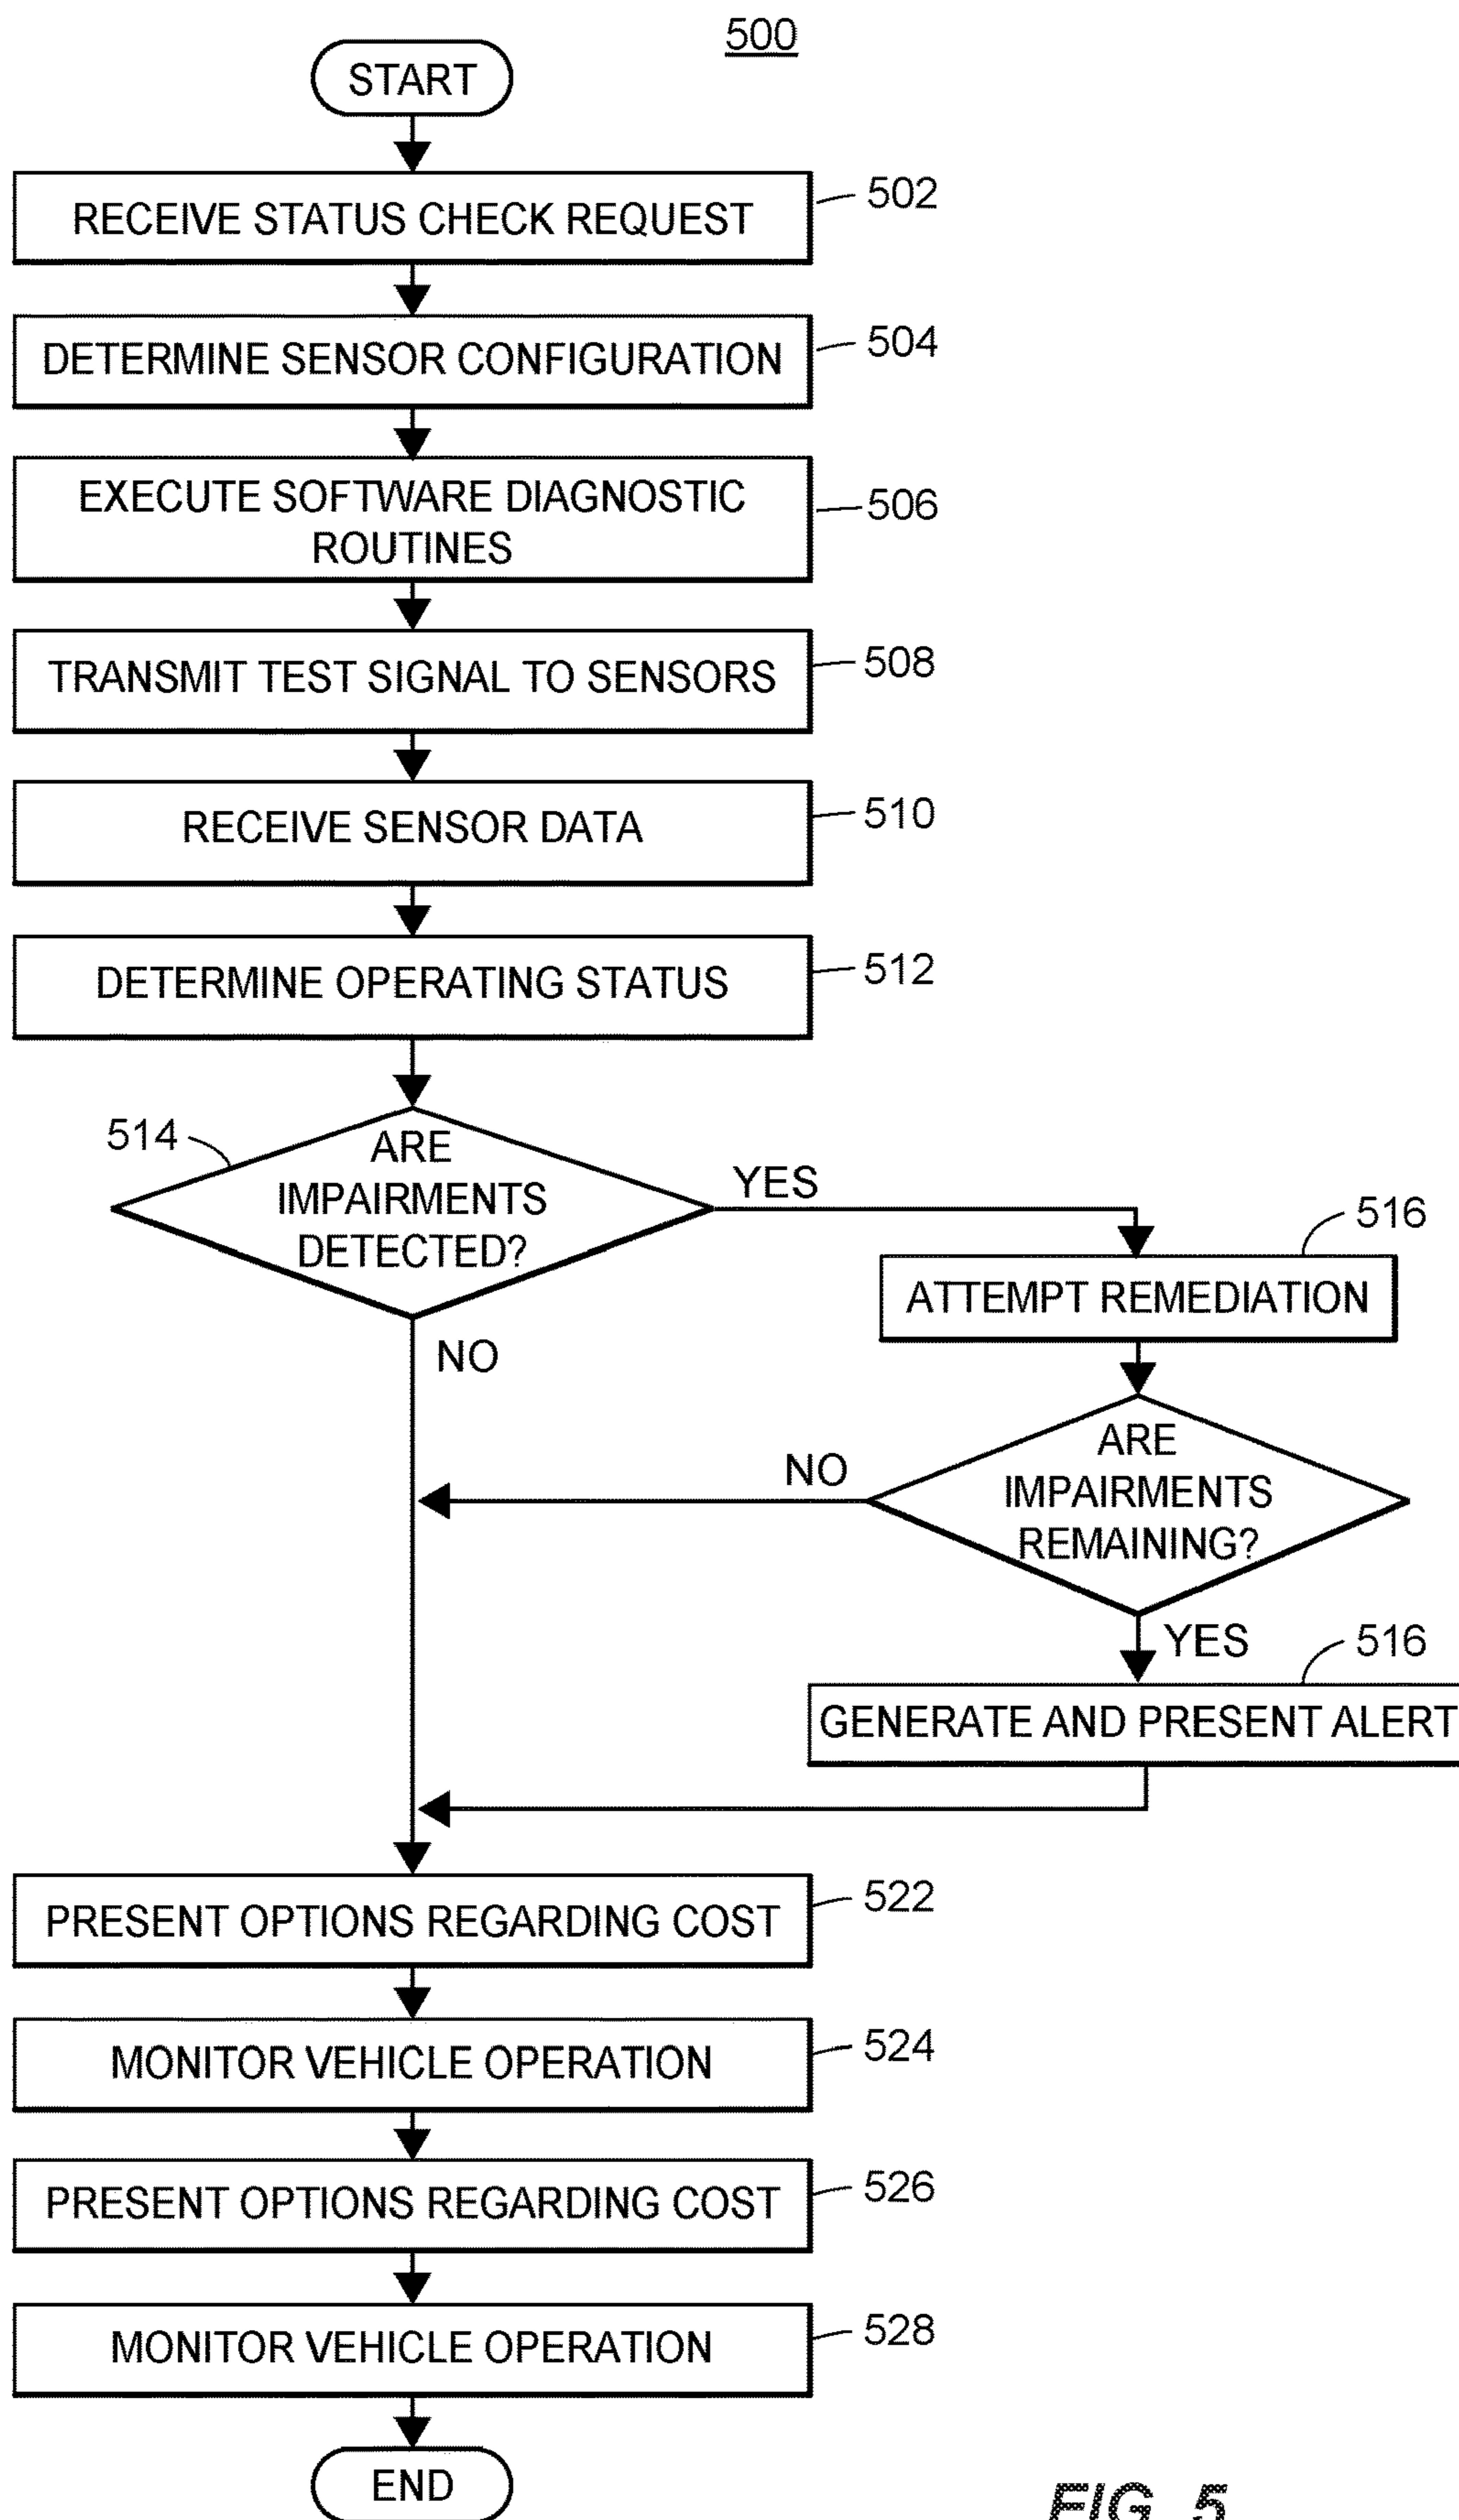 500
START
RECEIVE STATUS CHECK REQUEST
502
DETERMINE SENSOR CONFIGURATION
504
EXECUTE SOFTWARE DIAGNOSTIC
ROUTINES
506
TRANSMIT TEST SIGNAL TO SENSORS
508
RECEIVE SENSOR DATA
510
DETERMINE OPERATING STATUS
512
514
ARE
IMPAIRMENTS
DETECTED?
YES
NO
516
ATTEMPT REMEDIATION
ARE
IMPAIRMENTS
REMAINING?
NO
YES
516
GENERATE AND PRESENT ALERT
PRESENT OPTIONS REGARDING COST
522
MONITOR VEHICLE OPERATION
524
PRESENT OPTIONS REGARDING COST
526
MONITOR VEHICLE OPERATION
528
END
FIG. 5